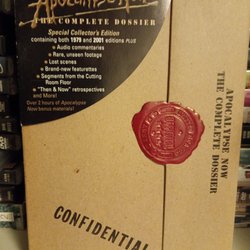 APOCALYPSE NOW
THE COMPLETE DOSSIER
Special Collector's Edition
containing both 1979 and 2001 editions PLUS
• Audio commentaries
• Rare, unseen footage
• Lost scenes
• Brand-new featurettes
• Segments from the Cutting
Room Floor
• "Then & Now" retrospectives
and More!
Over 2 hours of Apocalypse
Now bonus materials!
APOCALYPSE NOW
THE COMPLETE DOSSIER
CONFIDENTIAL